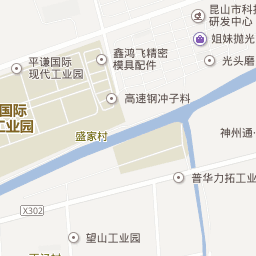 昆山市科技
研发中心
鑫鸿飞精密
模具配件
姐妹抛光
平谦国际
现代工业园
光头磨
高速钢冲子料
国际
工业园
盛家村
神州通·
普华力拓工业
X302
望山工业园